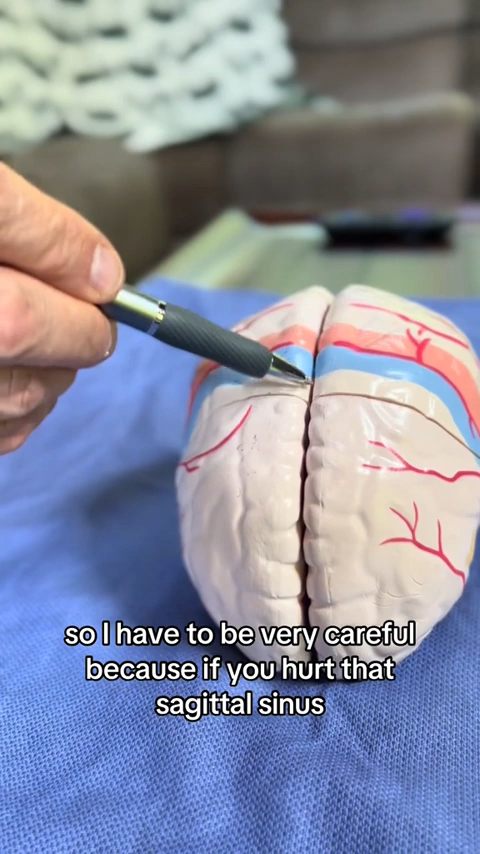 so I have to be very careful
because if you hurt that
sagittal sinus